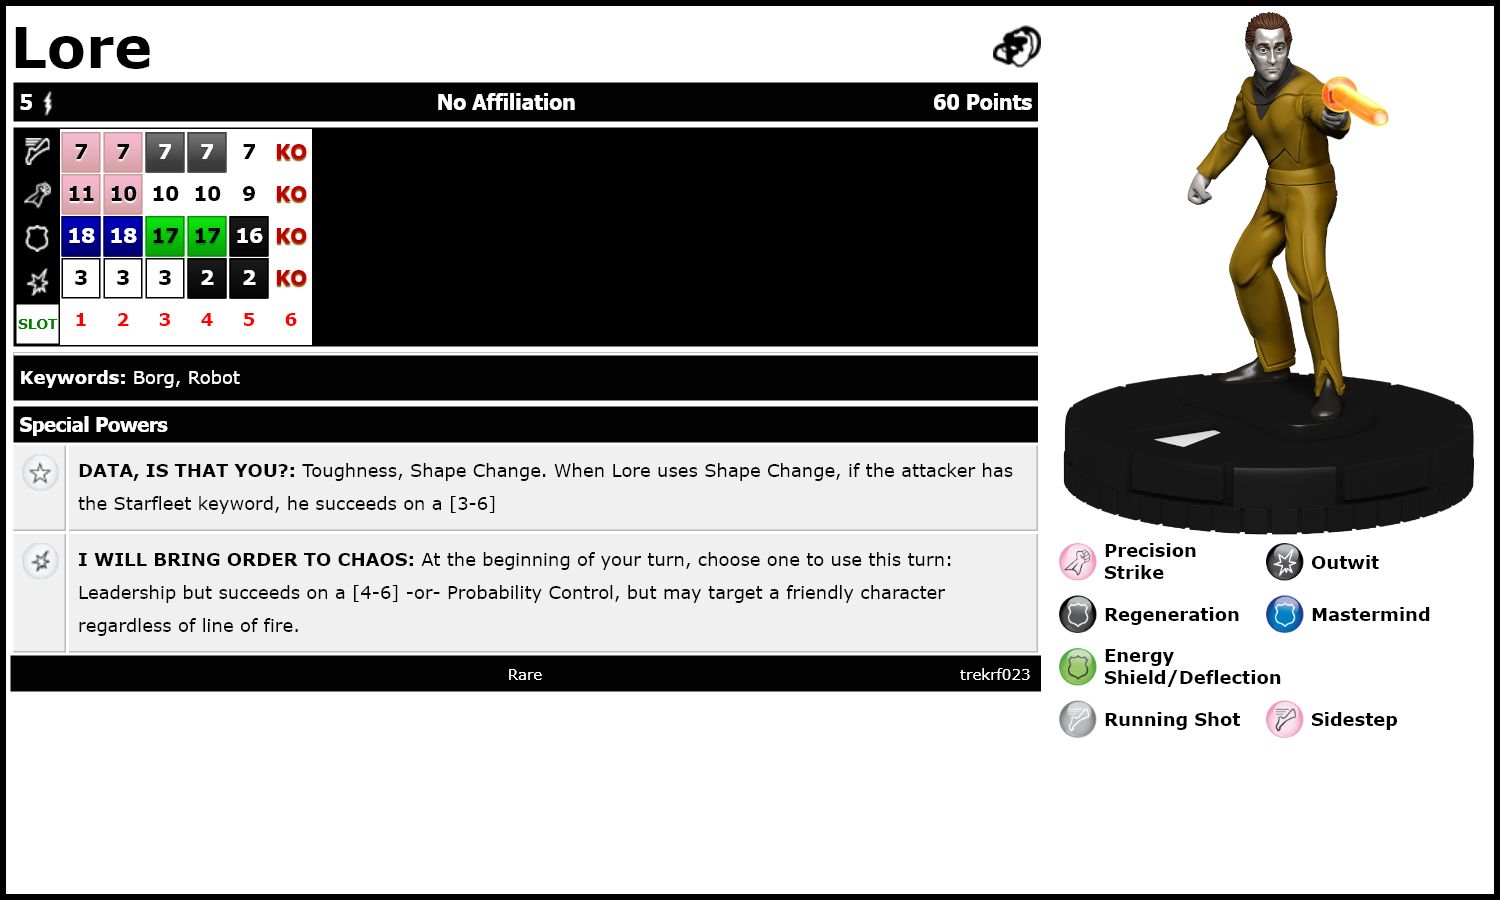 Lore
5 No Affiliation 60 Points
7 7 7 7 7 KO
11 10 10 10 9 KO
18 18 17 17 16 KO
3 3 3 2 2 KO
SLOT 1 2 3 4 5 6
Keywords: Borg, Robot
Special Powers
DATA, IS THAT YOU?: Toughness, Shape Change. When Lore uses Shape Change, if the attacker has
the Starfleet keyword, he succeeds on a [3-6]
I WILL BRING ORDER TO CHAOS: At the beginning of your turn, choose one to use this turn:
Leadership but succeeds on a [4-6] -or- Probability Control, but may target a friendly character
regardless of line of fire.
Rare trekrf023
Precision
Strike
Outwit
Regeneration Mastermind
Energy
Shield/Deflection
Running Shot Sidestep